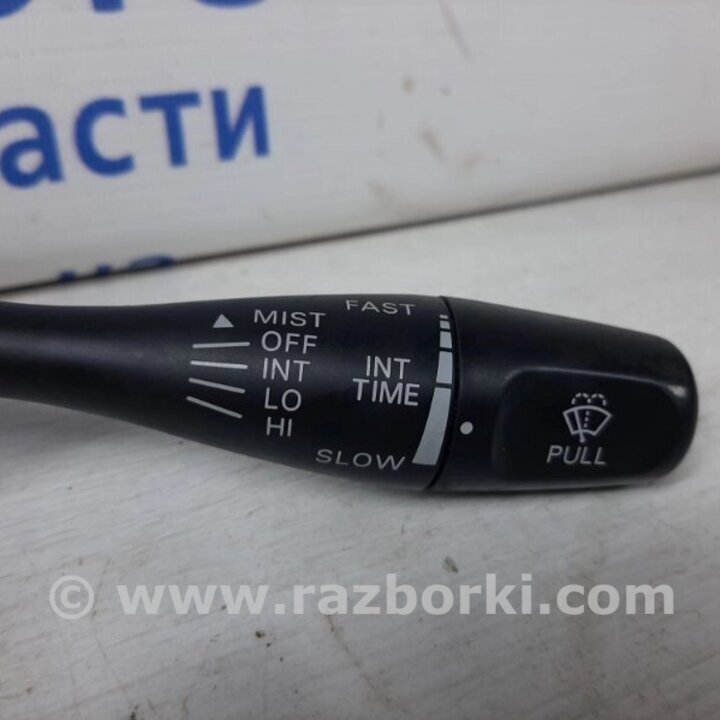 асти
FAST
MIST
OFF
INT
LO
HI
INT
TIME
SLOW
PULL
© www.razborki.com